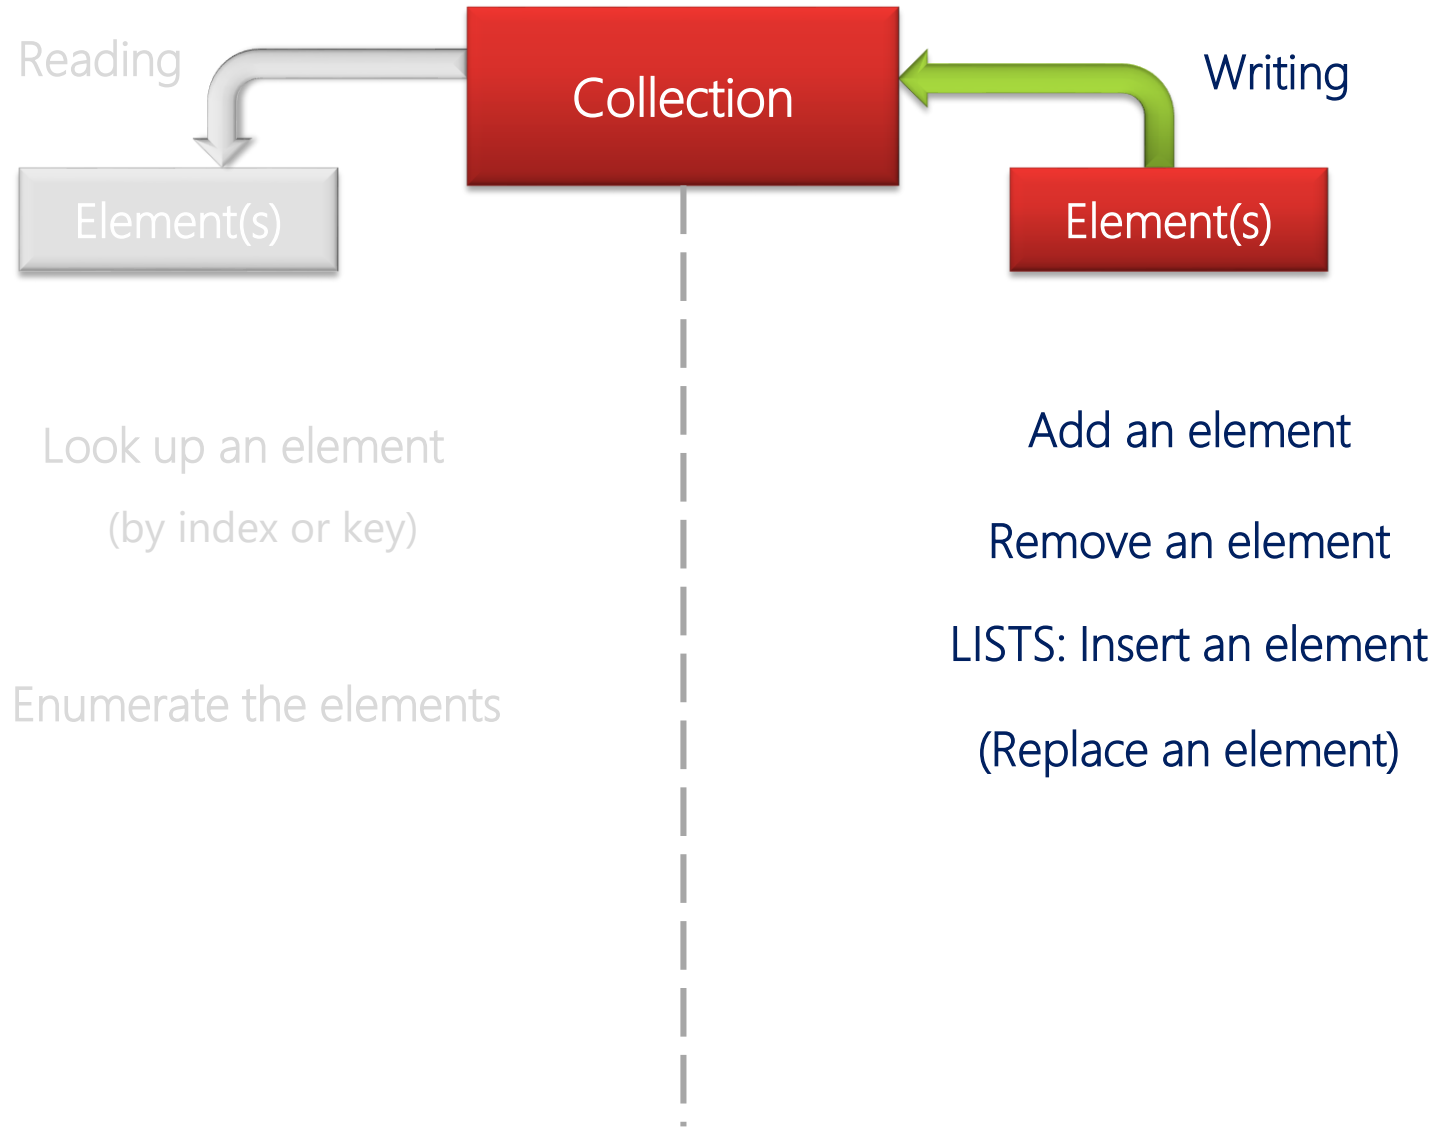 Reading
Collection
Writing
Element(s)
Element(s)
Look up an element
(by index or key)
Enumerate the elements
Add an element
Remove an element
LISTS: Insert an element
(Replace an element)